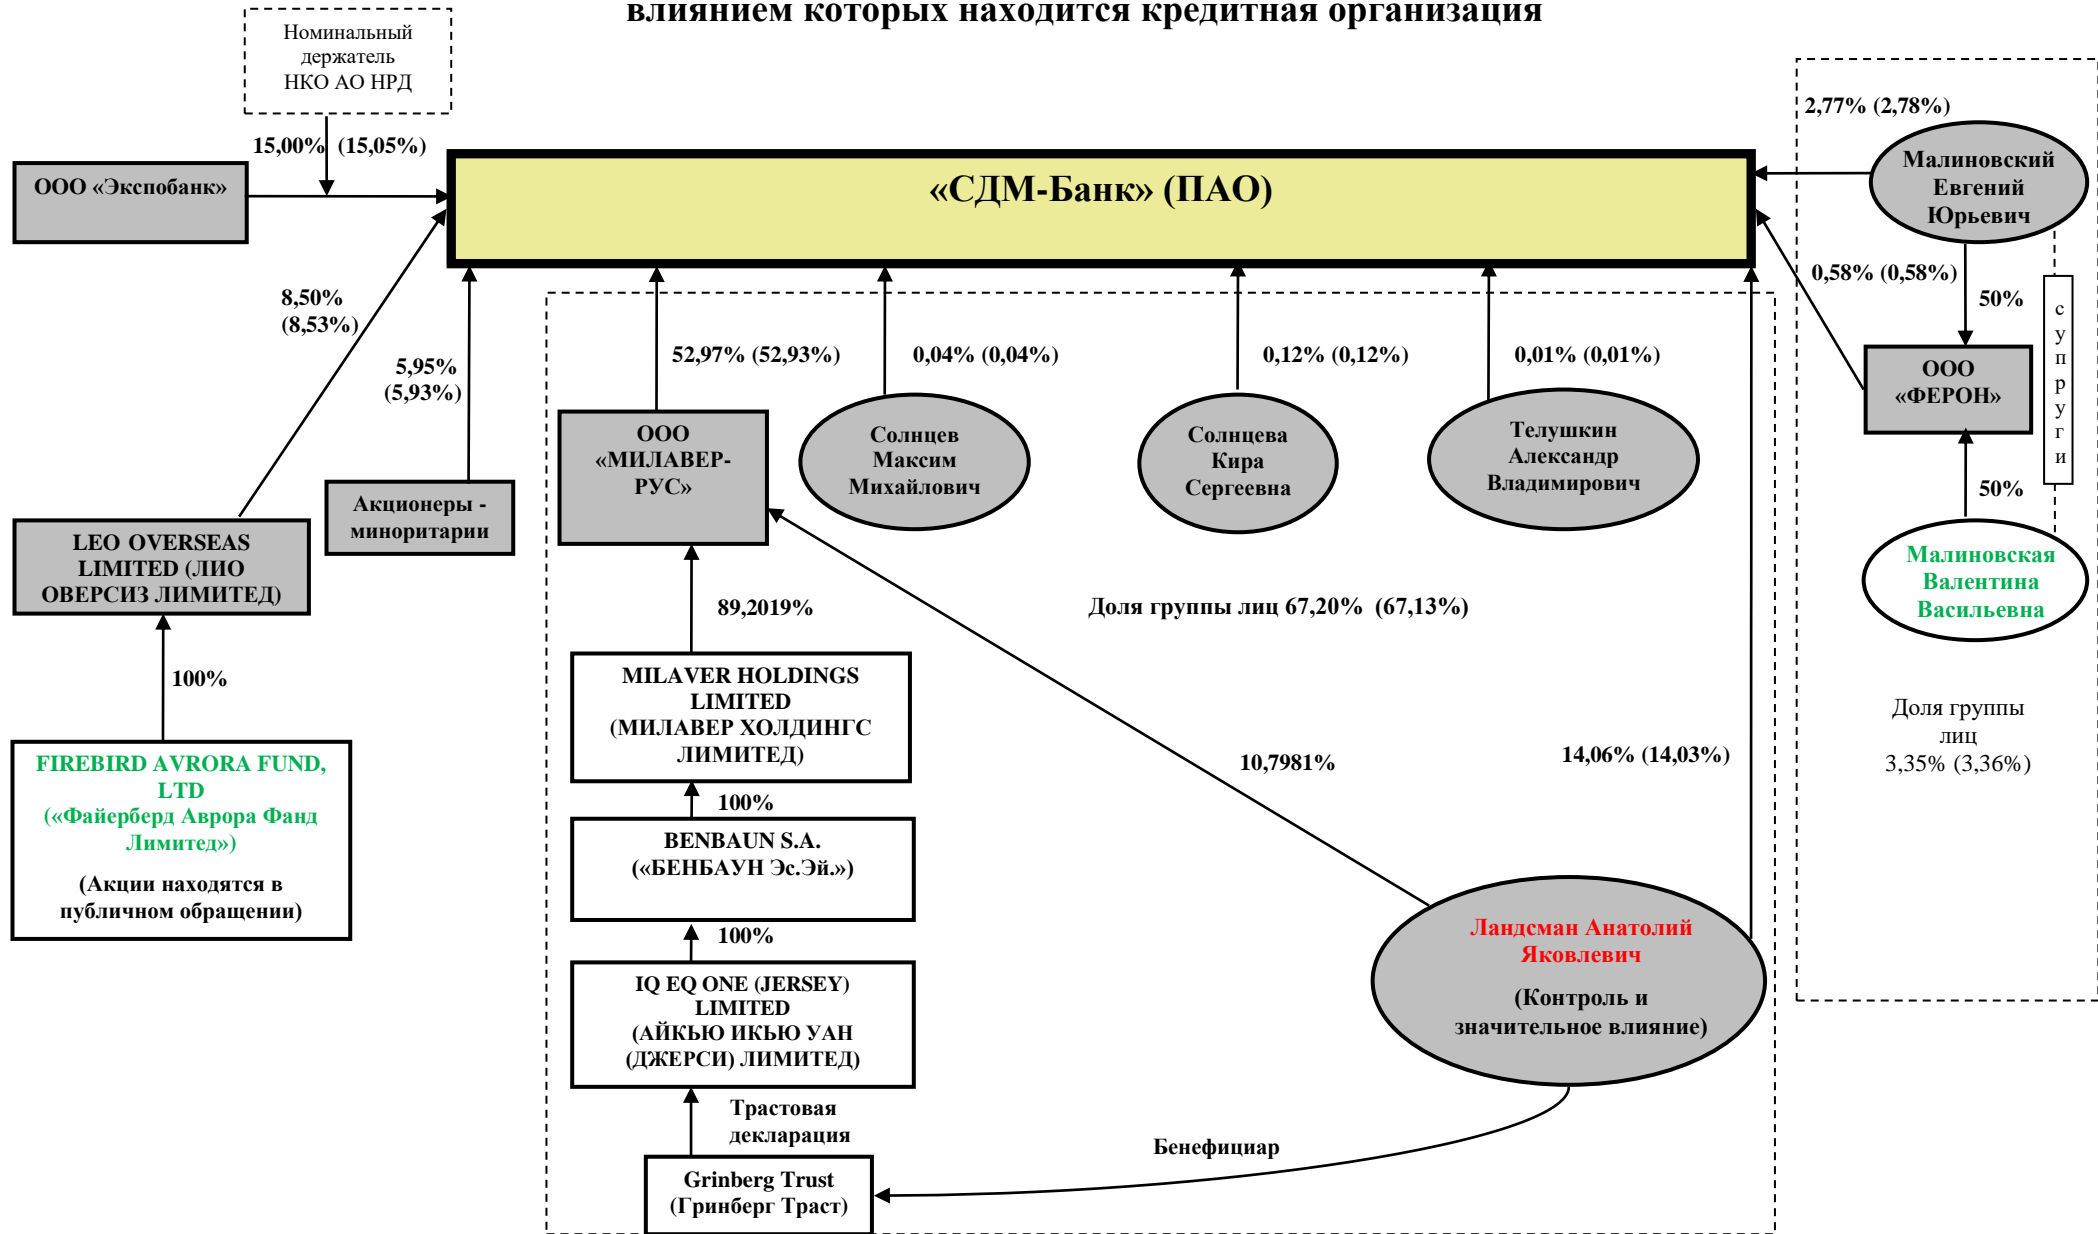 влиянием которых находится кредитная организация
Номинальный
держатель
НКО АО НРД
15,00% (15,05%)
ООО «Экспобанк»
«СДМ-Банк» (ПАО)
2,77% (2,78%)
Малиновский
Евгений
Юрьевич
0,58% (0,58%)
50%
супруги
ООО
«ФЕРОН»
50%
Малиновская
Валентина
Васильевна
Доля группы
лиц
3,35% (3,36%)
8,50%
(8,53%)
5,95%
(5,93%)
52,97% (52,93%)
0,04% (0,04%)
0,12% (0,12%)
0,01% (0,01%)
ООО
«МИЛАВЕР-
РУС»
Солнцев
Максим
Михайлович
Солнцева
Кира
Сергеевна
Телушкин
Александр
Владимирович
Акционеры -
миноритарии
LEO OVERSEAS
LIMITED (ЛИО
ОВЕРСИЗ ЛИМИТЕД)
100%
FIREBIRD AVRORA FUND,
LTD
(«Файерберд Аврора Фанд
Лимитед»)
(Акции находятся в
публичном обращении)
89,2019%
Доля группы лиц 67,20% (67,13%)
MILAVER HOLDINGS
LIMITED
(МИЛАВЕР ХОЛДИНГС
ЛИМИТЕД)
10,7981%
14,06% (14,03%)
100%
BENBAUN S.A.
(«БЕНБАУН Эс.Эй.»)
100%
IQ EQ ONE (JERSEY)
LIMITED
(АЙКЬЮ ИКЬЮ УАН
(ДЖЕРСИ) ЛИМИТЕД)
Ландсман Анатолий
Яковлевич
(Контроль и
значительное влияние)
Трастовая
декларация
Бенефициар
Grinberg Trust
(Гринберг Траст)